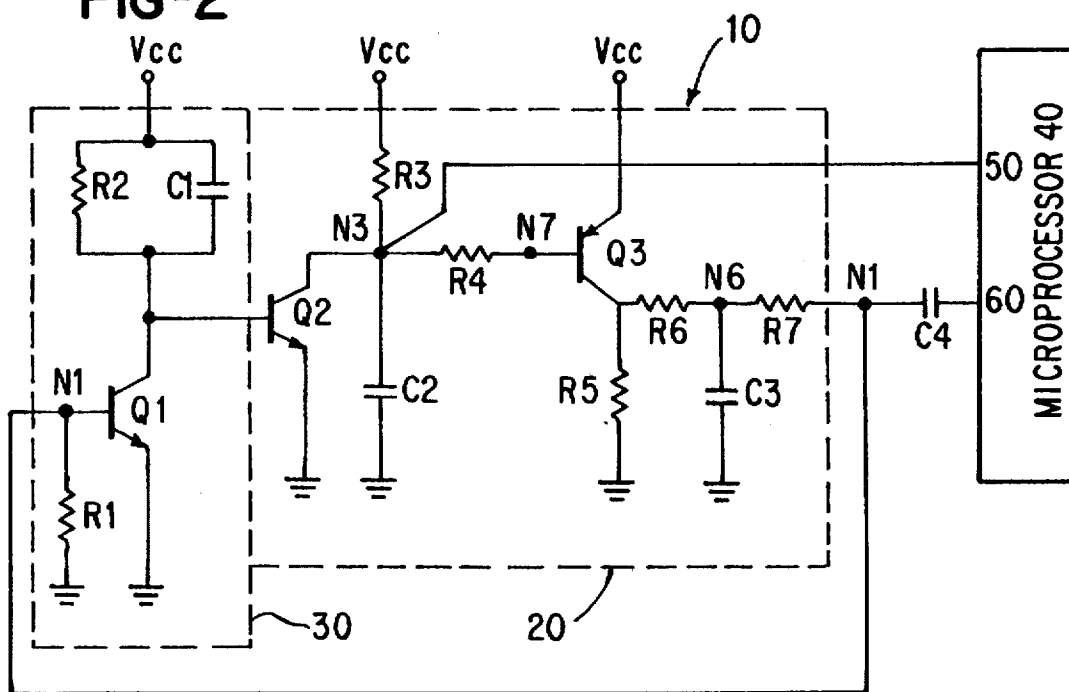 FIG-2
10
Vcc
Vcc
Vcc
R2
C1
R3
50
N3
N7
Q3
R4
N6
N1
60
Q2
R6
R7
C4
MICROPROCESSOR 40
N1
Q1
C2
R5
C3
R1
30
20